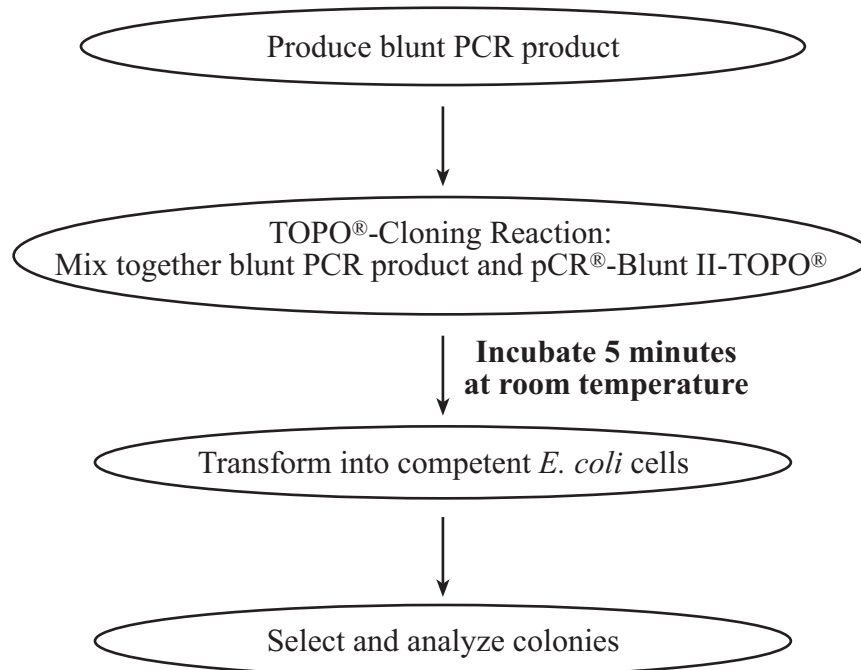 Produce blunt PCR product
TOPO®-Cloning Reaction:
Mix together blunt PCR product and pCR®-Blunt II-TOPO®
Incubate 5 minutes
at room temperature
Transform into competent E. coli cells
Select and analyze colonies